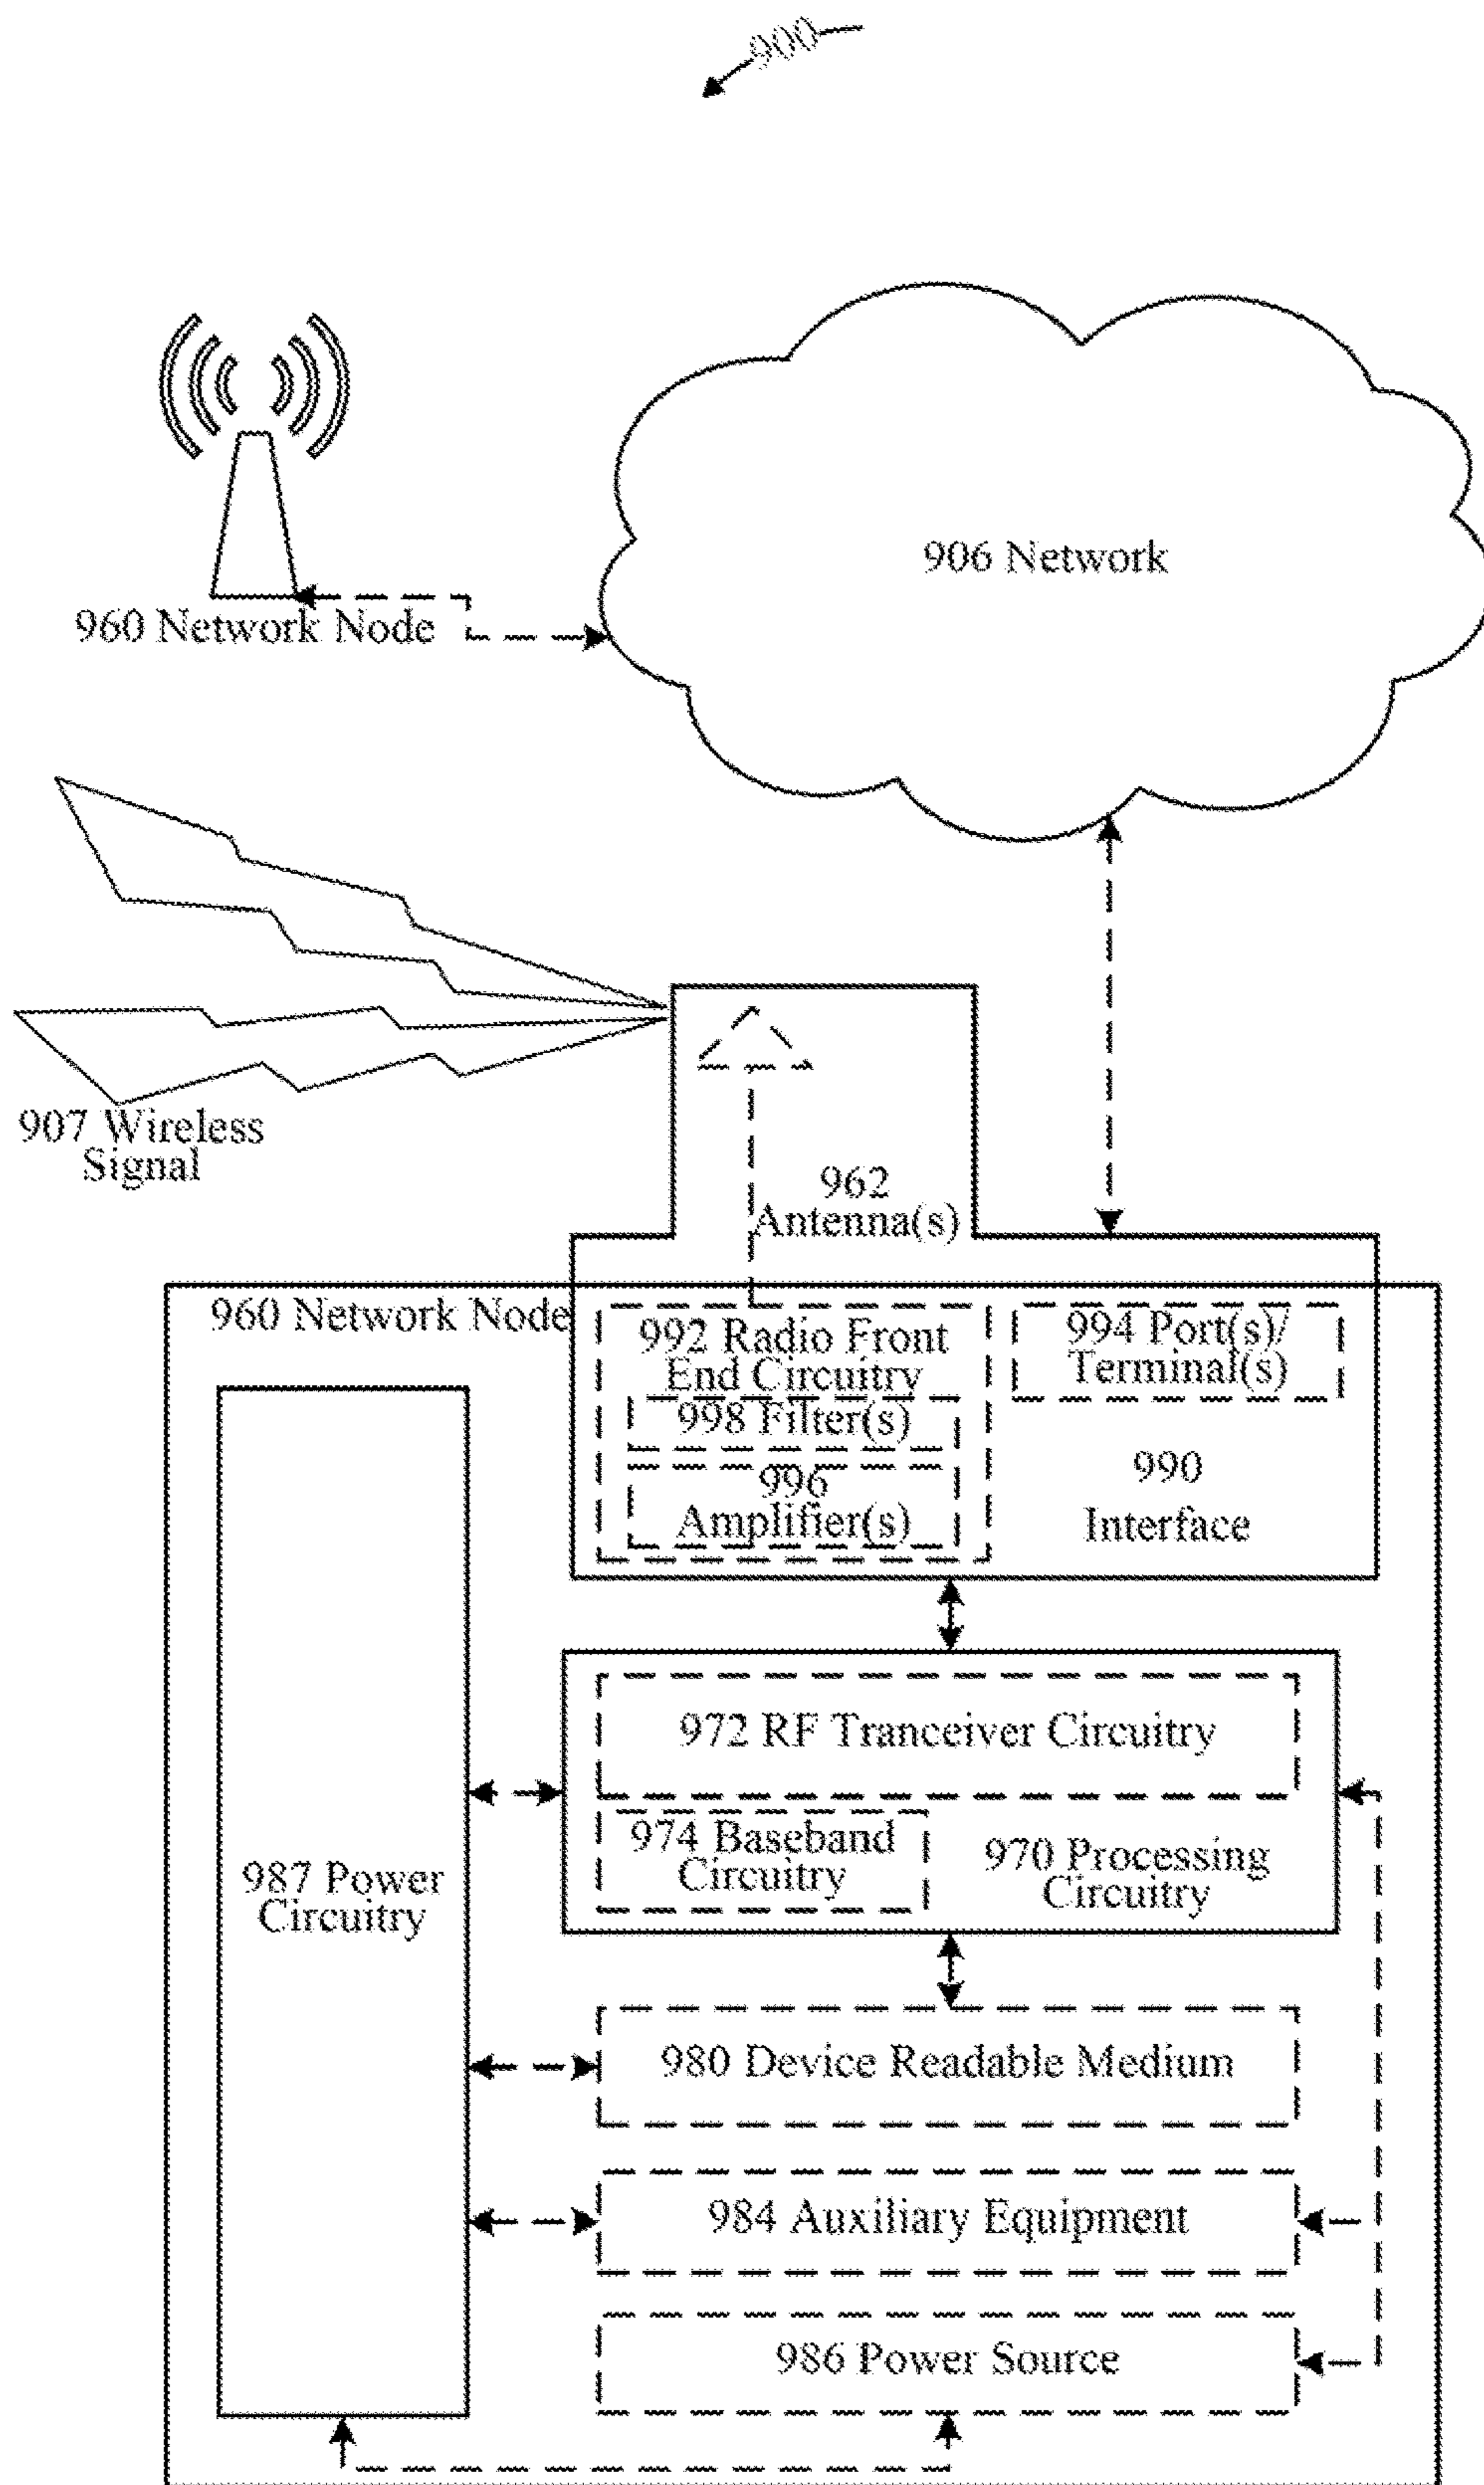 900
906 Network
960 Network Node
907 Wireless
Signal
962
Antenna(s)
960 Network Node
992 Radio Front
End Circuitry
998 Filter(s)
996
Amplifier(s)
994 Port(s)/
Terminal(s)
990
Interface
972 RF Tranceiver Circuitry
974 Baseband
Circuitry
970 Processing
Circuitry
987 Power
Circuitry
980 Device Readable Medium
984 Auxiliary Equipment
986 Power Source